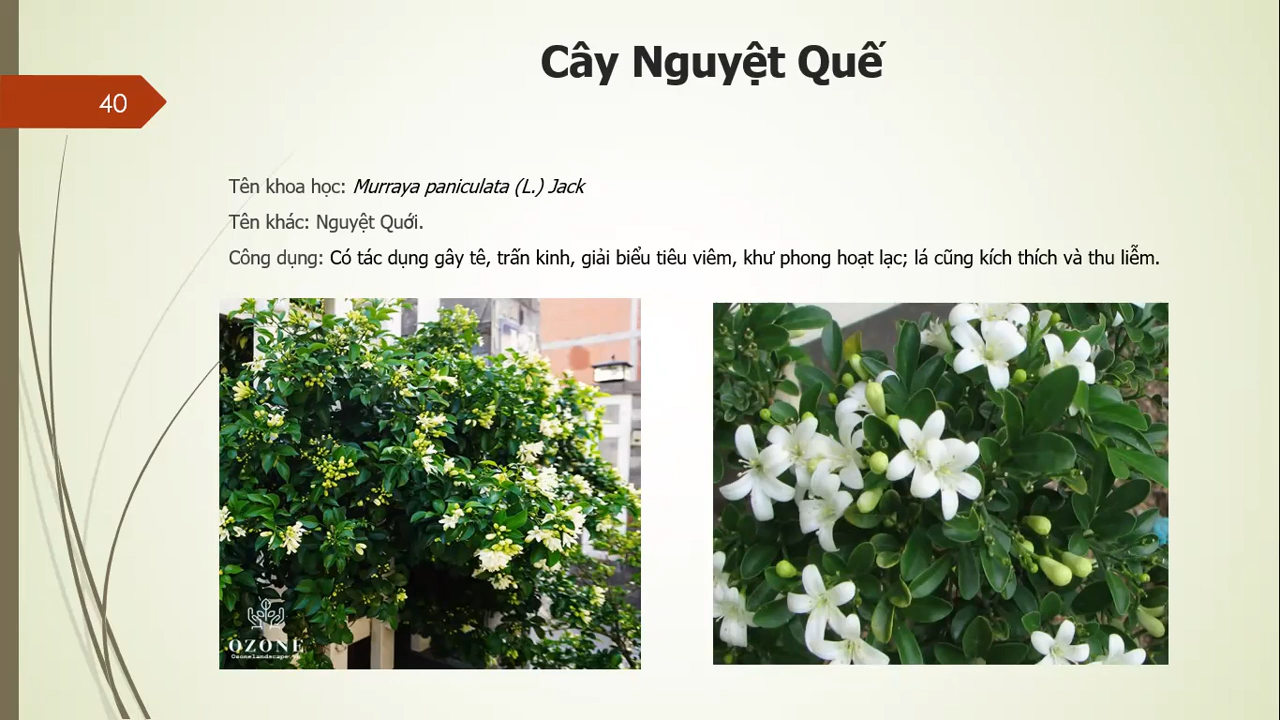 Cây Nguyệt Quế
40
Tên khoa học: Murraya paniculata (L.) Jack
Tên khác: Nguyệt Quới.
Công dụng: Có tác dụng gây tê, trấn kinh, giải biểu tiêu viêm, khư phong hoạt lạc; lá cũng kích thích và thu liễm.
OZONE
Ozonelandscape.vn